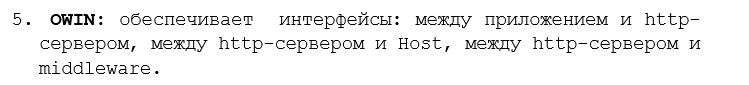 5. OWIN: обеспечивает интерфейсы: между приложением и http-
сервером, между http-сервером и Host, между http-сервером и
middleware.